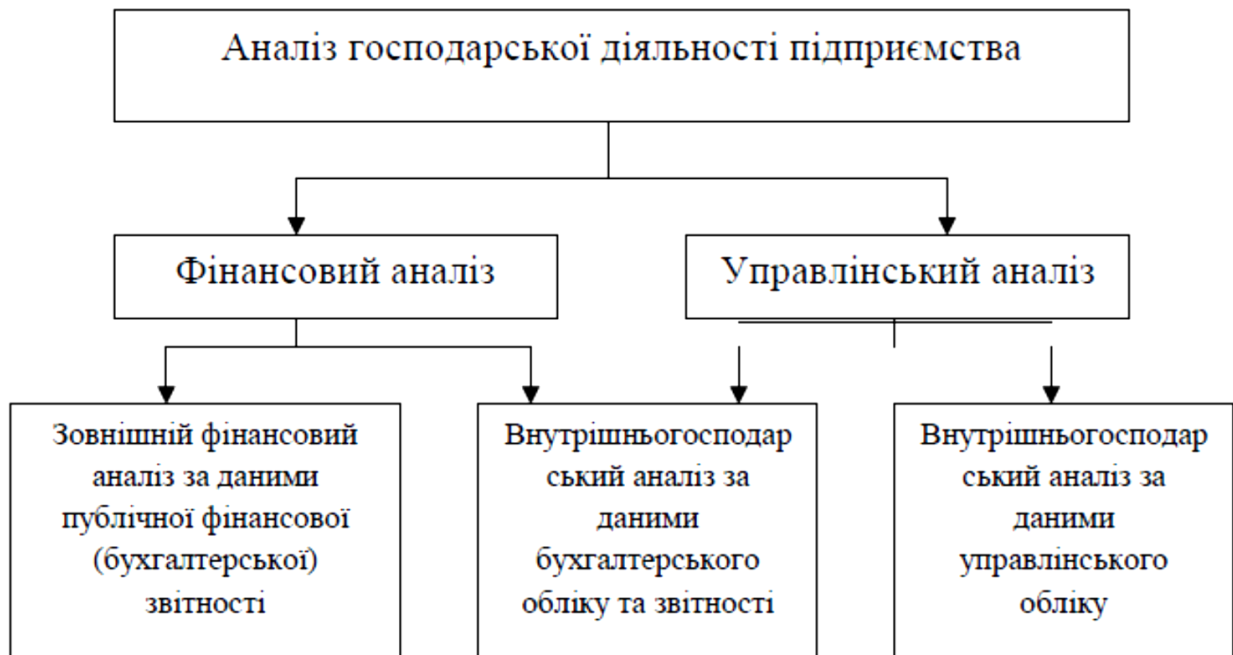 Аналіз господарської діяльності підприємства
Фінансовий аналіз
Управлінський аналіз
Зовнішній фінансовий
аналіз за даними
публічної фінансової
(бухгалтерської)
звітності
Внутрішньогосподар
ський аналіз за
даними
бухгалтерського
обліку та звітності
Внутрішньогосподар
ський аналіз за
даними
управлінського
обліку